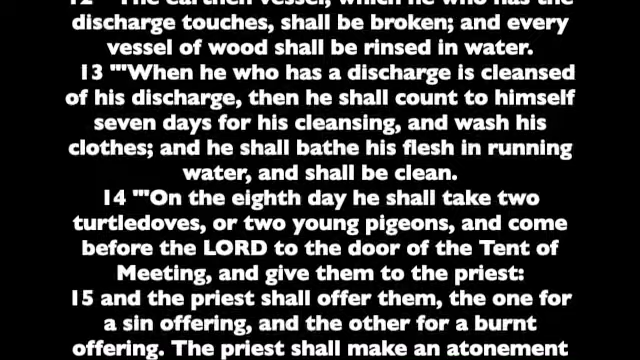 12 "'The earthen vessel, which he who has the
discharge touches, shall be broken; and every
vessel of wood shall be rinsed in water.
13 "'When he who has a discharge is cleansed
of his discharge, then he shall count to himself
seven days for his cleansing, and wash his
clothes; and he shall bathe his flesh in running
water, and shall be clean.
14 "'On the eighth day he shall take two
turtledoves, or two young pigeons, and come
before the LORD to the door of the Tent of
Meeting, and give them to the priest:
15 and the priest shall offer them, the one for
a sin offering, and the other for a burnt
offering. The priest shall make an atonement